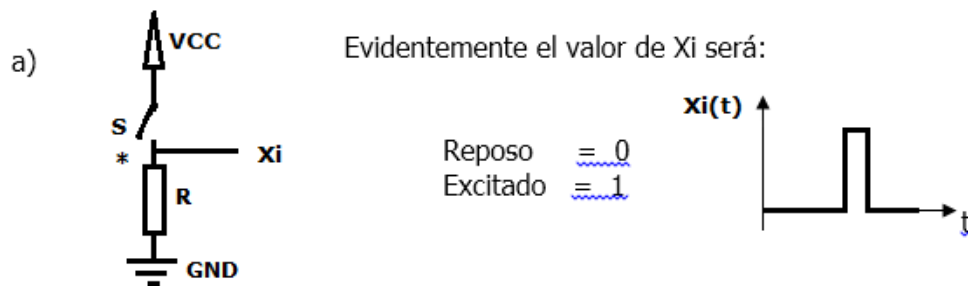 a)
VCC
S
*
Xi
R
GND
Evidentemente el valor de Xi será:
Reposo = 0
Excitado = 1
Xi(t)
t